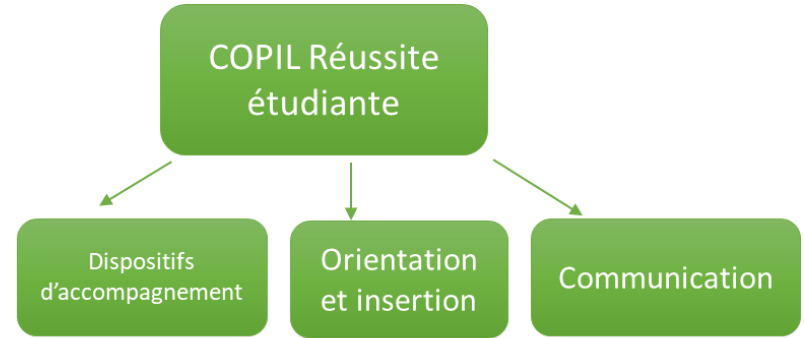 COPIL Réussite
étudiante
Dispositifs
d’accompagnement
Orientation
et insertion
Communication